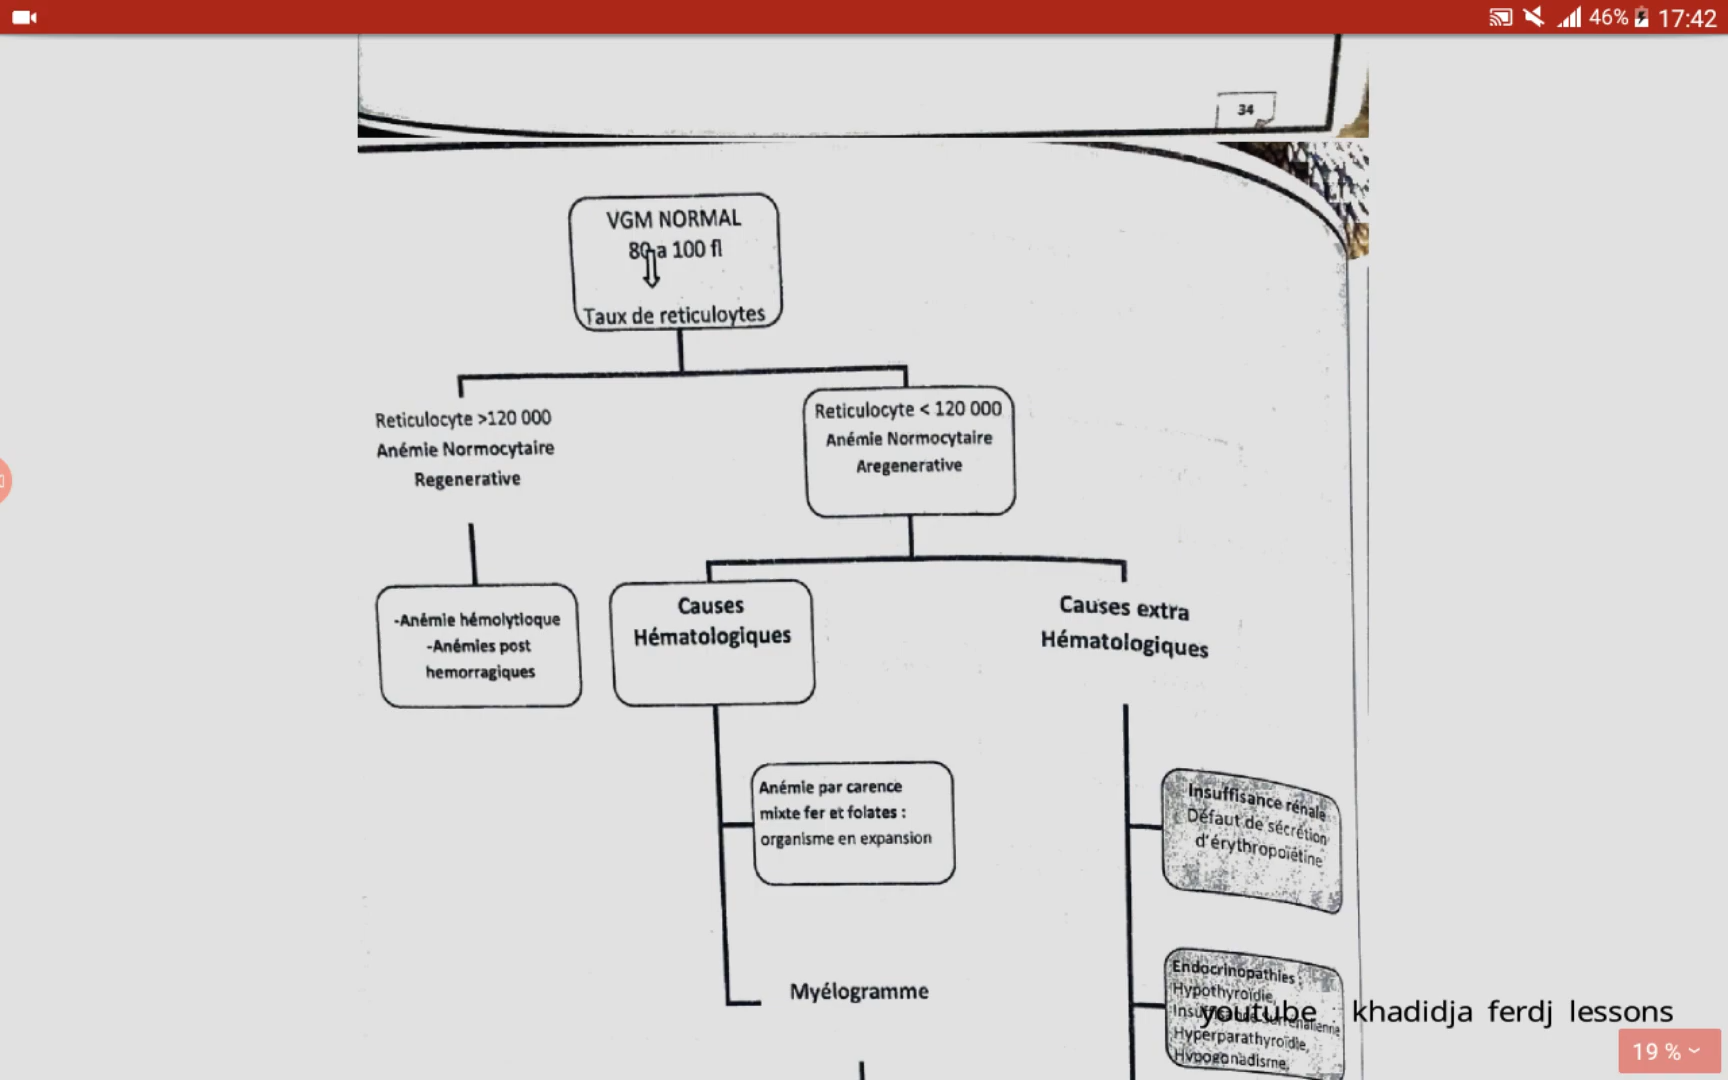 46% 17:42
34
VGM NORMAL
80 a 100 fl
Taux de reticuloytes
Reticulocyte >120 000
Anémie Normocytaire
Regenerative
Reticulocyte < 120 000
Anémie Normocytaire
Aregenerative
-Anémie hémolytioque
-Anémies post
hemorragiques
Causes
Hématologiques
Causes extra
Hématologiques
Anémie par carence
mixte fer et folates :
organisme en expansion
Insuffisance rénale
Défaut de sécrétion
d'érythropoïétine
Myélogramme
Endocrinopathies :
Hypothyroïdie,
Insuffisance Surrenalienne
Hyperparathyroïdie,
Hypogonadisme,
youtube khadidja ferdj lessons
19 %